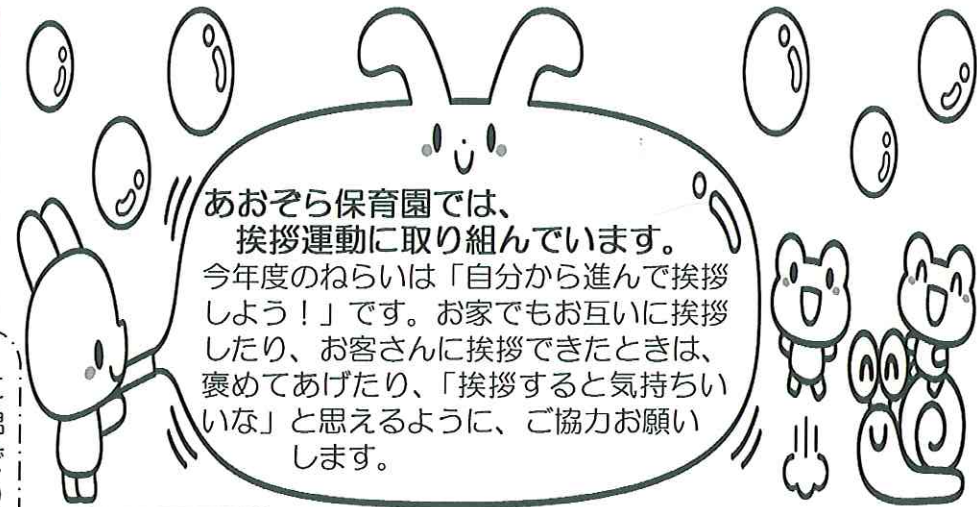 あおぞら保育園では、
挨拶運動に取り組んでいます。
今年度のねらいは「自分から進んで挨拶
しよう！」です。お家でもお互いに挨拶
したり、お客さんに挨拶できたときは、
褒めてあげたり、「挨拶すると気持ちい
いな」と思えるように、ご協力お願い
します。